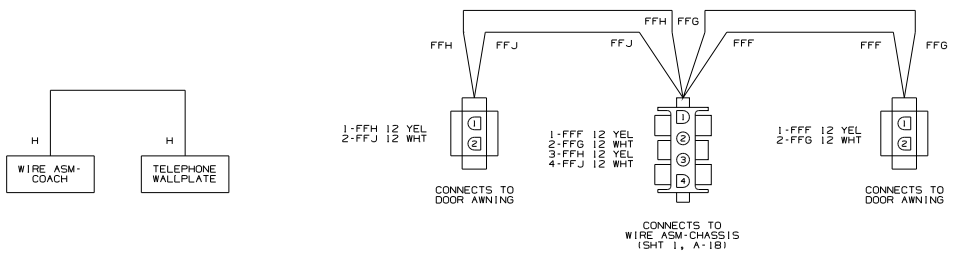 H
H
WIRE ASM-
COACH
TELEPHONE
WALLPLATE
FFH
FFJ
FFJ
FFH
FFG
FFF
FFF
FFG
1-FFH 12 YEL
2-FFJ 12 WHT
1
2
CONNECTS TO
DOOR AWNING
1-FFF 12 YEL
2-FFG 12 WHT
3-FFH 12 YEL
4-FFJ 12 WHT
1
2
3
4
CONNECTS TO
WIRE ASM-CHASSIS
(SHT 1, A-18)
1-FFF 12 YEL
2-FFG 12 WHT
1
2
CONNECTS TO
DOOR AWNING